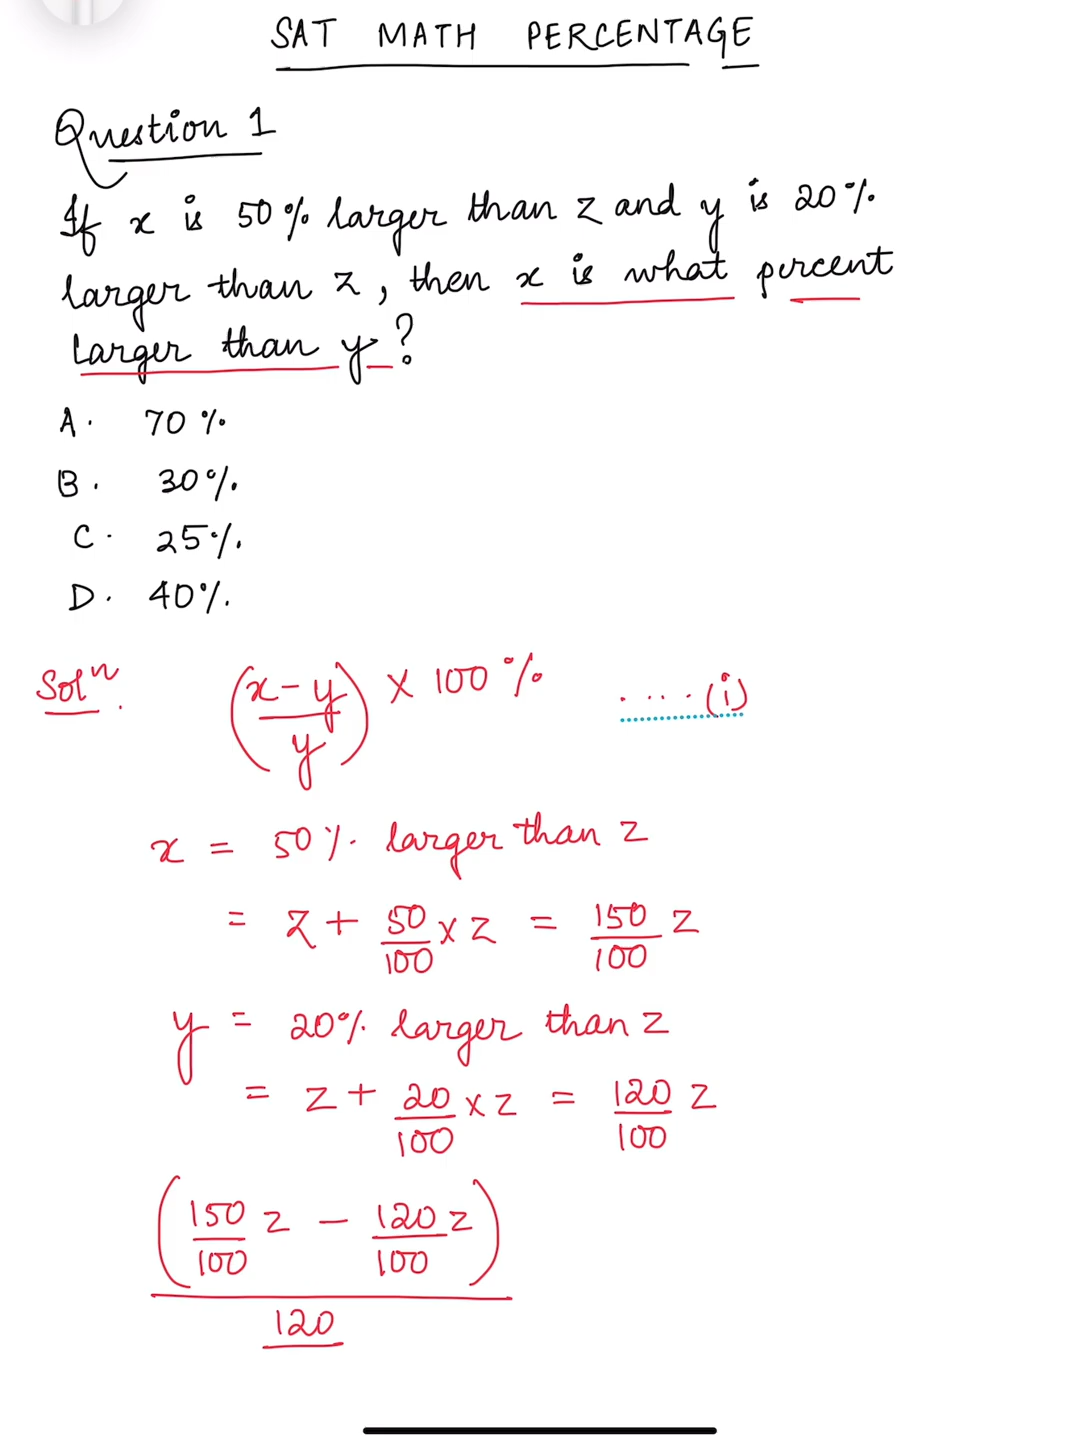 SAT MATH PERCENTAGE
Question 1
If x is 50% larger than z and y is 20%
larger than z, then x is what percent
larger than y?
A. 70%
B. 30%
C. 25%
D. 40%
Solⁿ. (x-y/y) × 100% ....(i)
x = 50% larger than z
= z + 50/100 × z = 150/100 z
y = 20% larger than z
= z + 20/100 × z = 120/100 z
(150/100 z - 120/100 z)
120